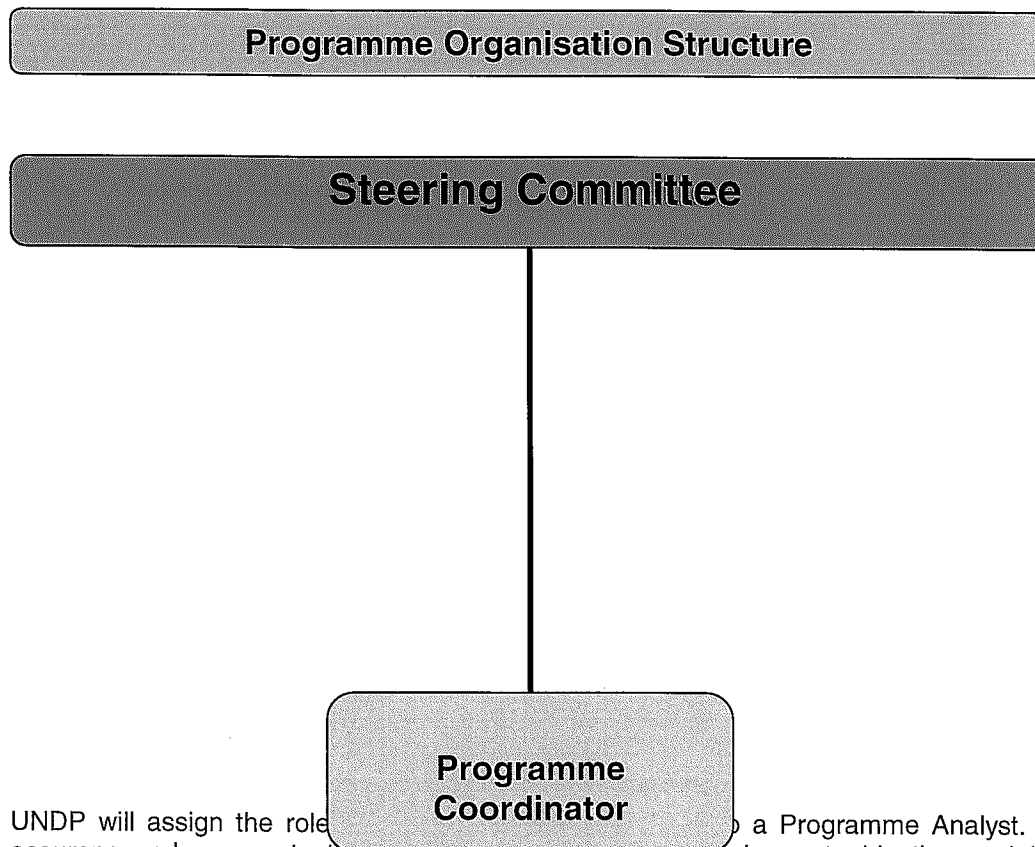 Programme Organisation Structure
Steering Committee
Programme
Coordinator
UNDP will assign the role a Programme Analyst.